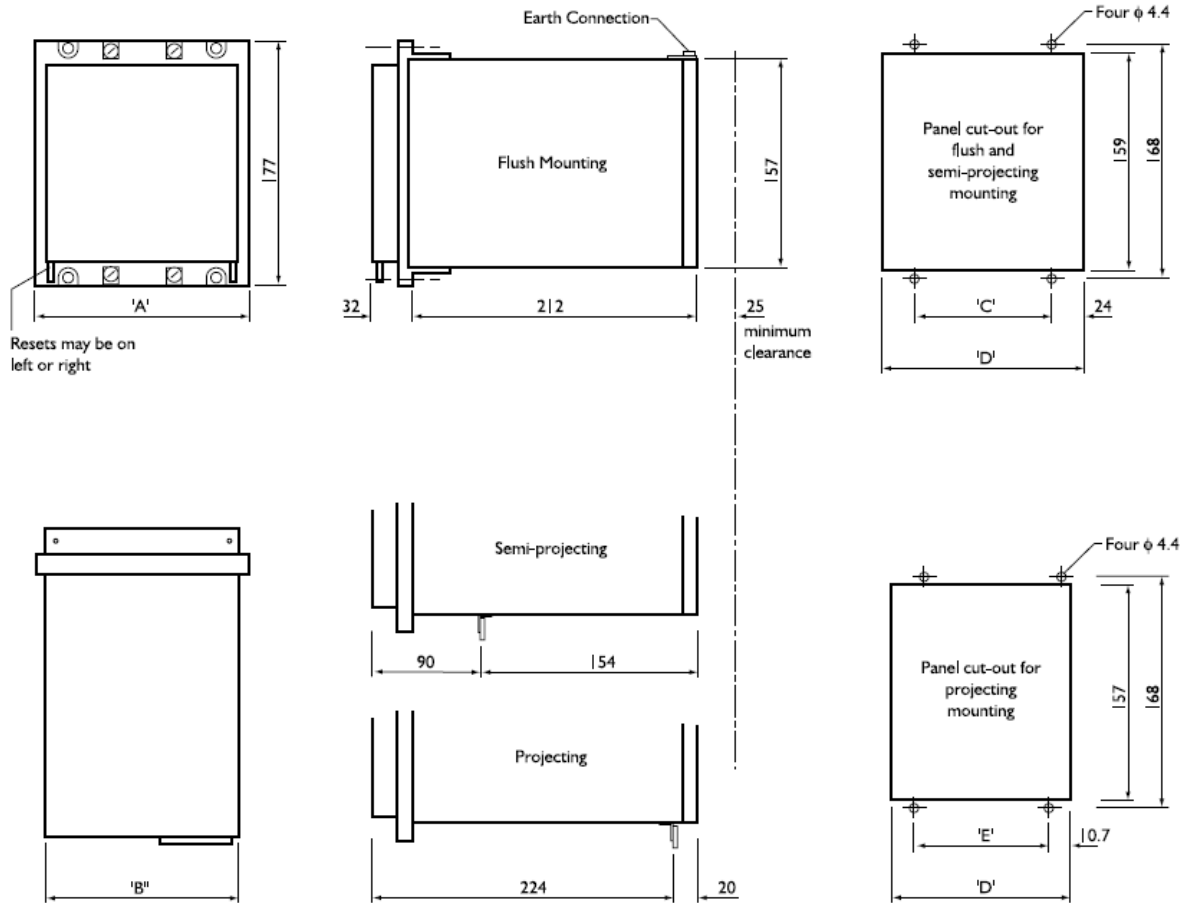 Earth Connection
Four ϕ 4.4
177
Flush Mounting
157
Panel cut-out for
flush and
semi-projecting
mounting
159
168
'A'
32
212
25
minimum
clearance
'C'
24
'D'
Resets may be on
left or right
Semi-projecting
90
154
Four ϕ 4.4
Panel cut-out for
projecting
mounting
157
168
Projecting
'E'
10.7
'B"
224
20
'D'